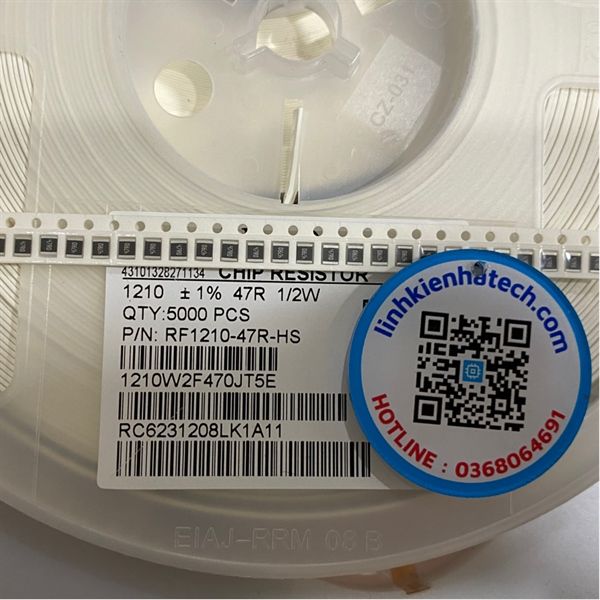 CZ-031
43101328271134 CHIP RESISTOR
1210 ±1% 47R 1/2W
QTY:5000 PCS
P/N: RF1210-47R-HS
1210W2F470JT5E
RC6231208LK1A11
linhkienhatech.com
HOTLINE : 0368064691
EIAJ-RRM 08 B